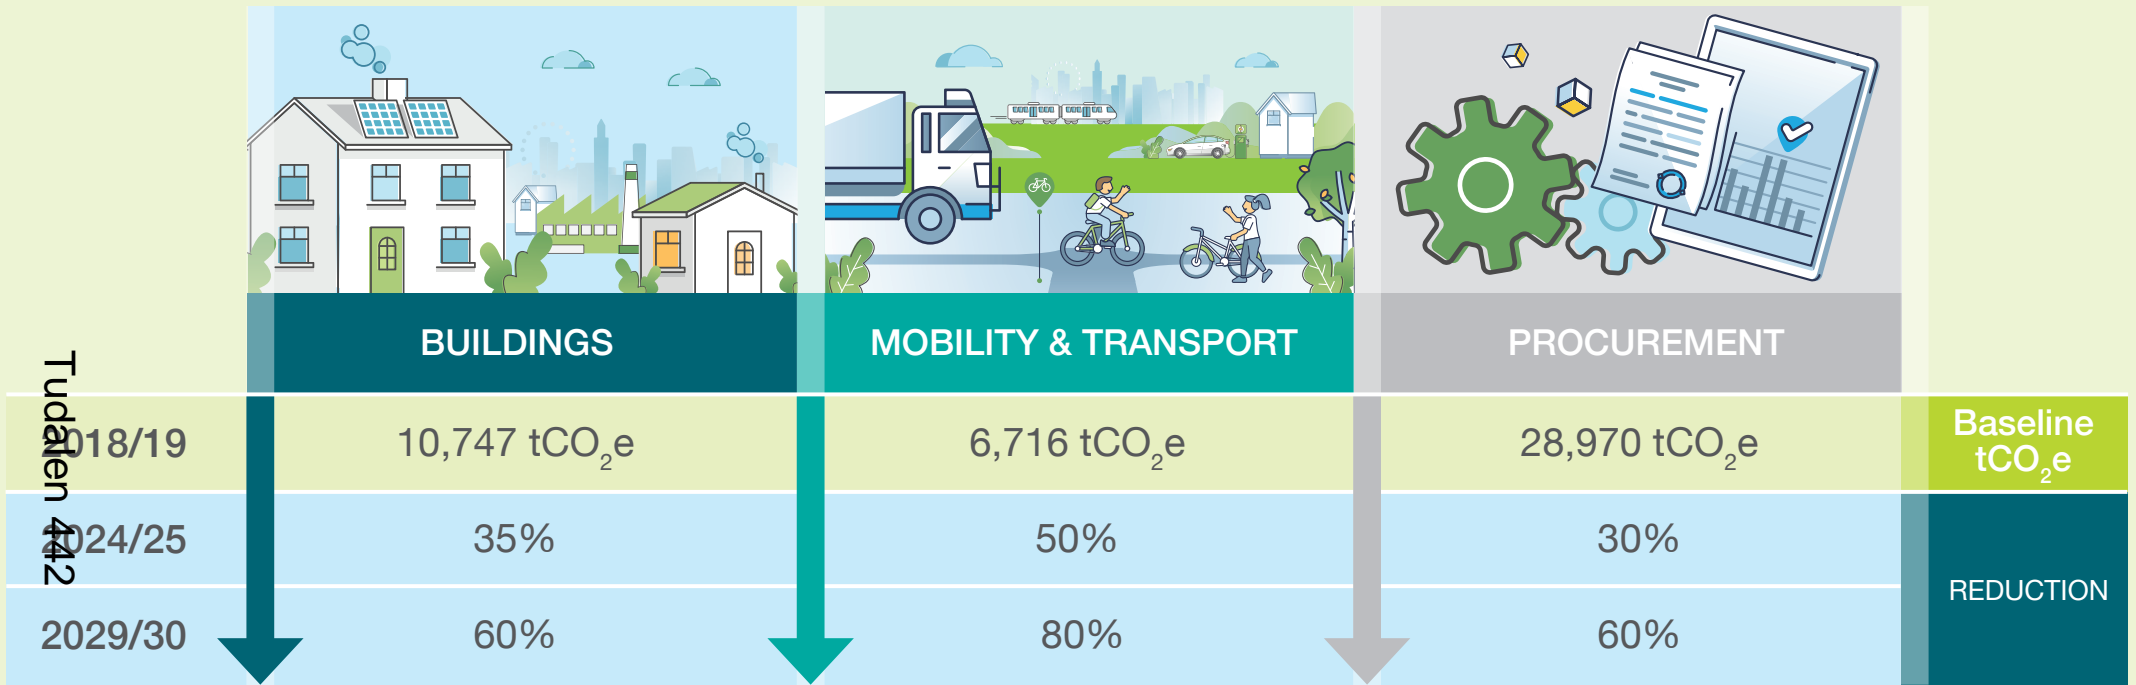 BUILDINGS
MOBILITY & TRANSPORT
PROCUREMENT
2018/19
10,747 tCO₂e
6,716 tCO₂e
28,970 tCO₂e
Baseline
tCO₂e
2024/25
35%
50%
30%
REDUCTION
2029/30
60%
80%
60%
Tudalen 442